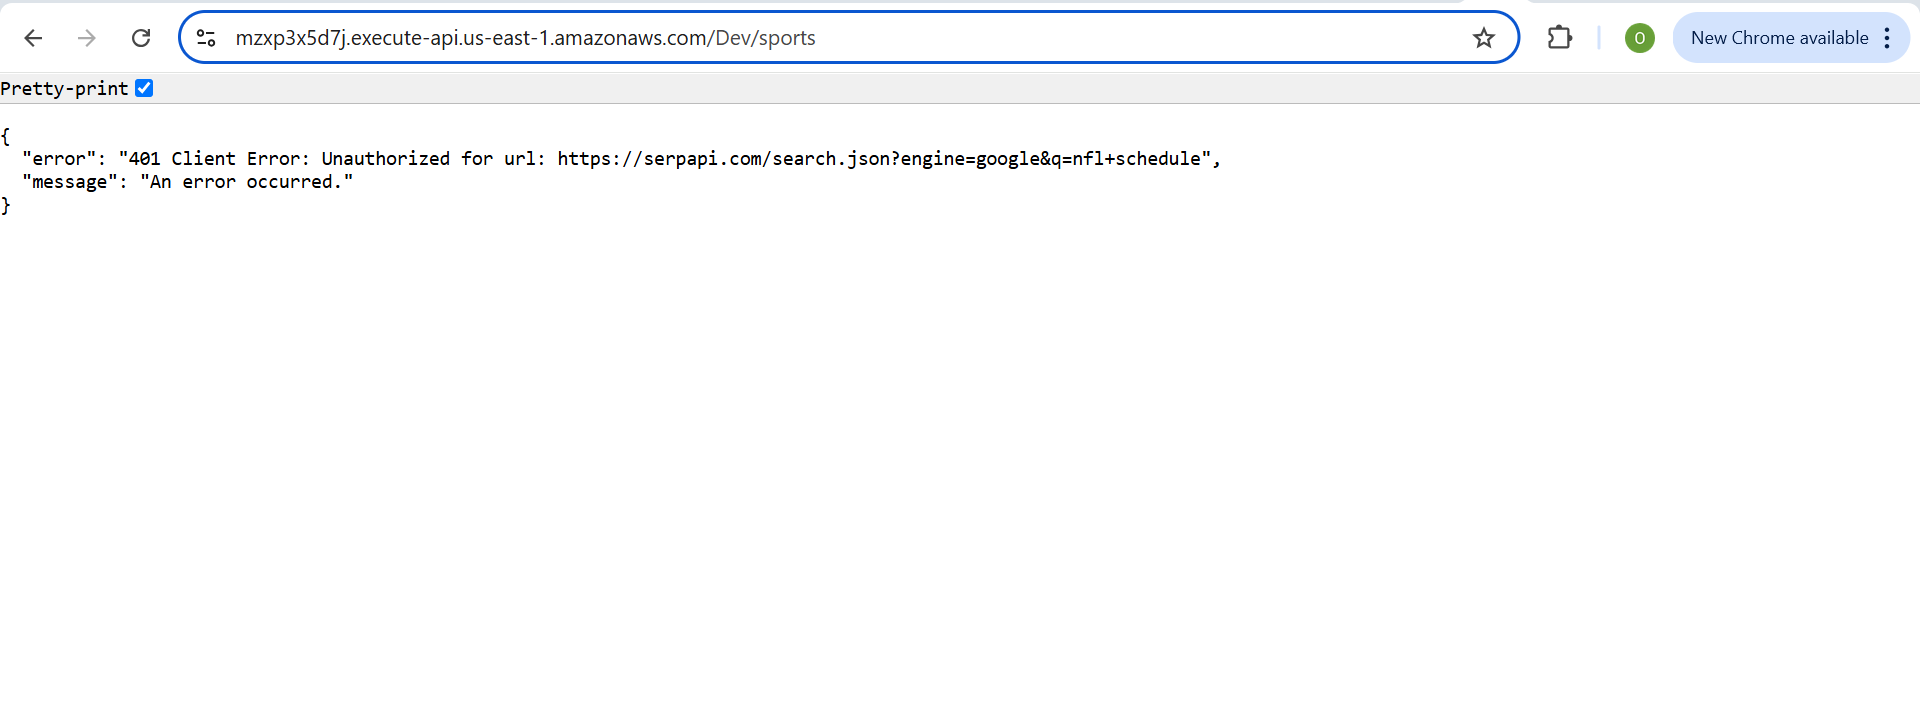 mzxp3x5d7j.execute-api.us-east-1.amazonaws.com/Dev/sports
O
New Chrome available
Pretty-print
{
"error": "401 Client Error: Unauthorized for url: https://serpapi.com/search.json?engine=google&q=nfl+schedule",
"message": "An error occurred."
}